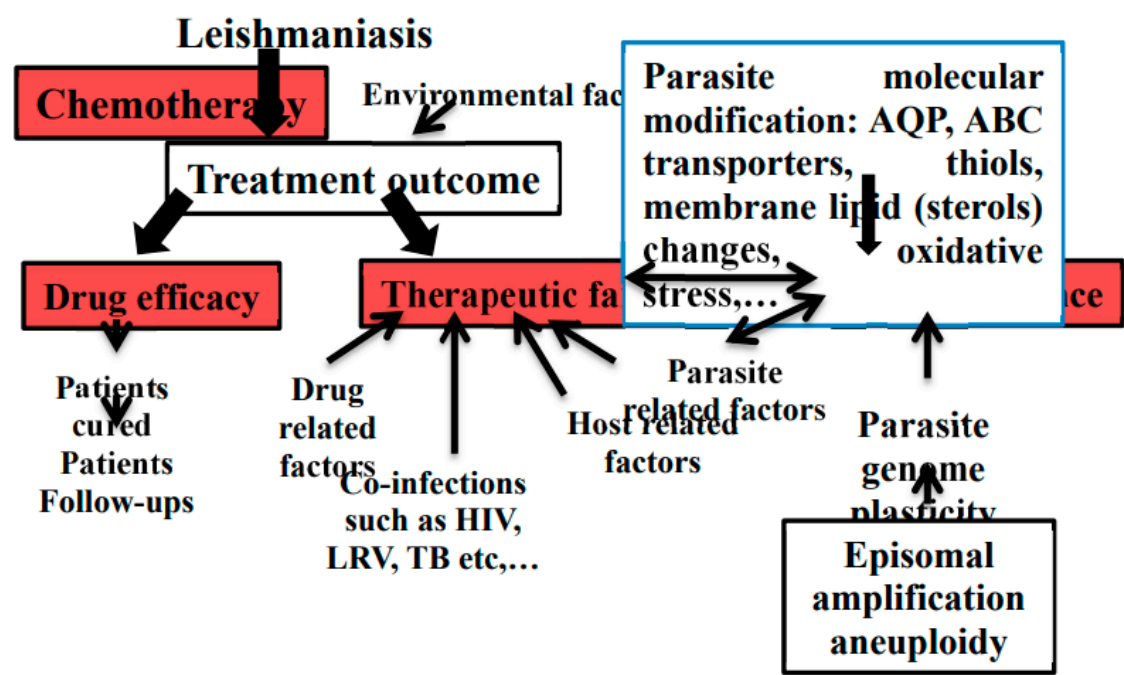 Leishmaniasis
Chemotherapy
Environmental fac
Treatment outcome
Parasite molecular
modification: AQP, ABC
transporters, thiols,
membrane lipid (sterols)
changes, oxidative
stress,...
Drug efficacy
Therapeutic fa
ce
Patients
cured
Patients
Follow-ups
Drug
related
factors
Co-infections
such as HIV,
LRV, TB etc,...
Host related
factors
Parasite
related factors
Parasite
genome
plasticity
Episomal
amplification
aneuploidy